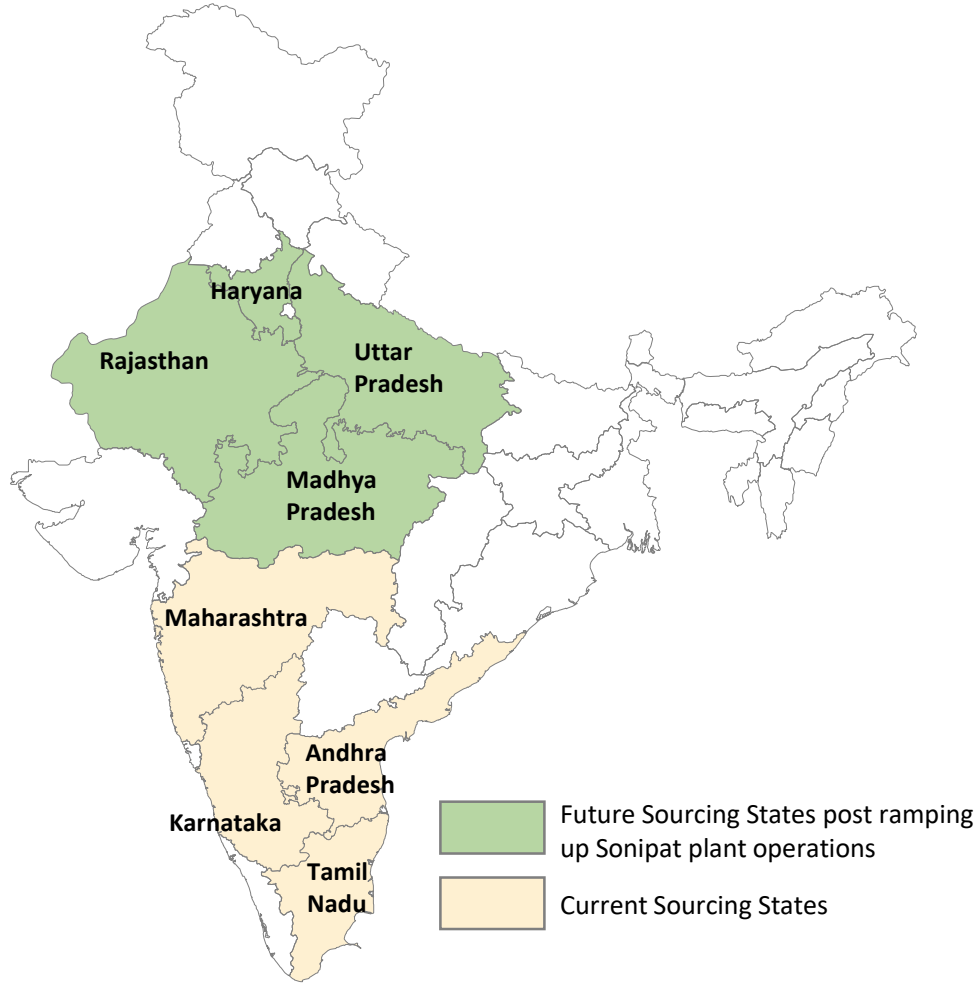 Haryana
Rajasthan
Uttar
Pradesh
Madhya
Pradesh
Maharashtra
Andhra
Pradesh
Karnataka
Tamil
Nadu
Future Sourcing States post ramping
up Sonipat plant operations
Current Sourcing States